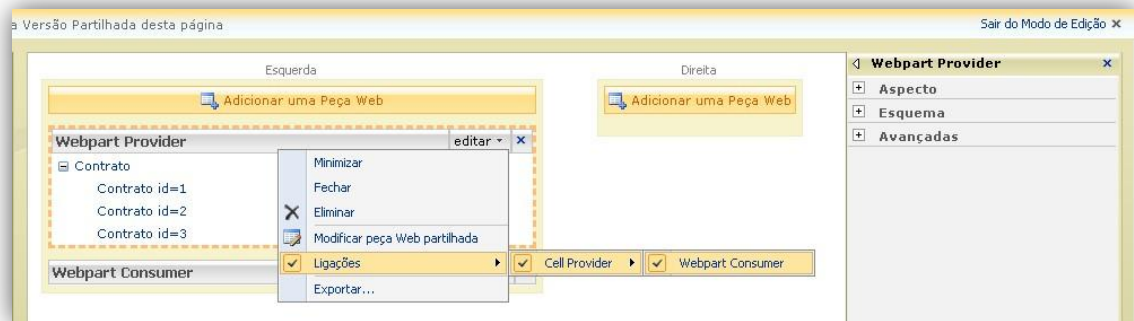 a Versão Partilhada desta página
Sair do Modo de Edição ×
Esquerda
Direita
Adicionar uma Peça Web
Adicionar uma Peça Web
Webpart Provider
editar
Contrato
Contrato id=1
Contrato id=2
Contrato id=3
Webpart Consumer
Minimizar
Fechar
Eliminar
Modificar peça Web partilhada
Ligações
Exportar...
Cell Provider
Webpart Consumer
Webpart Provider
Aspecto
Esquema
Avançadas